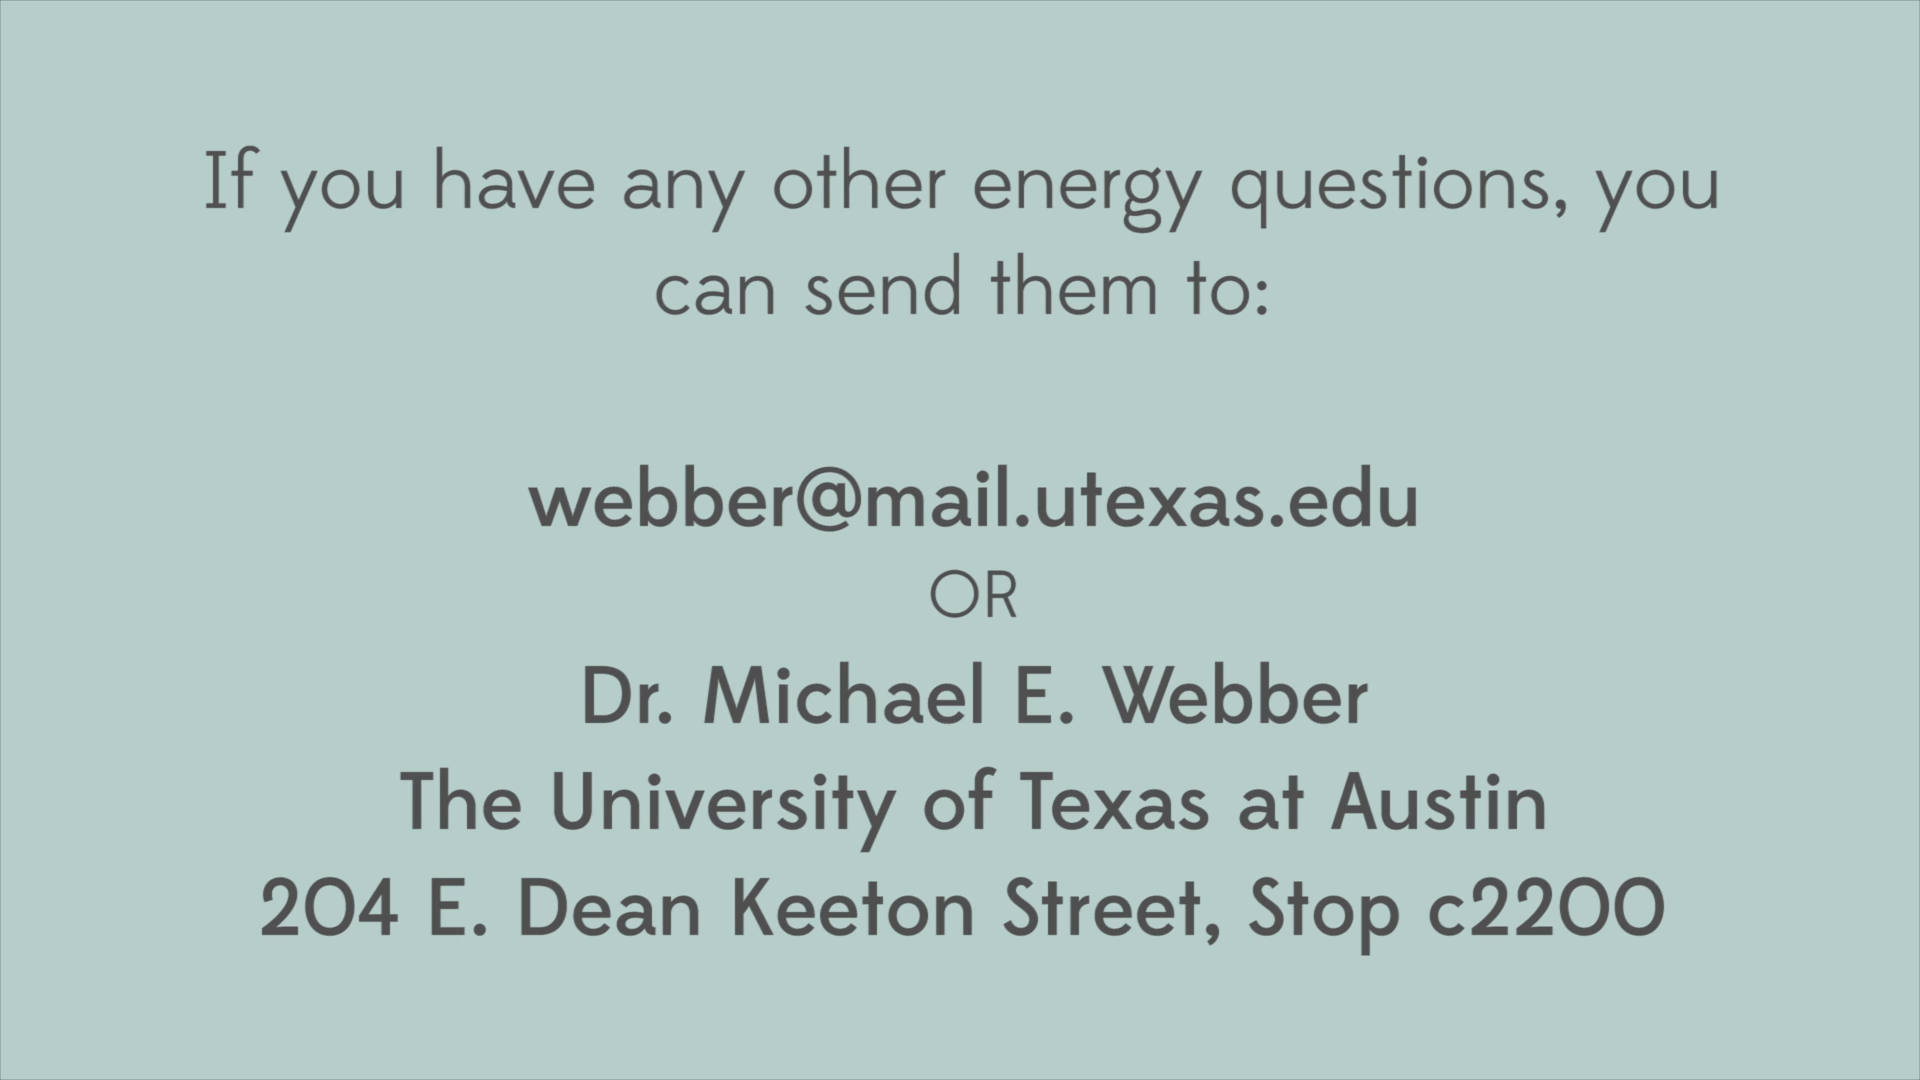 If you have any other energy questions, you
can send them to:
webber@mail.utexas.edu
OR
Dr. Michael E. Webber
The University of Texas at Austin
204 E. Dean Keeton Street, Stop c2200